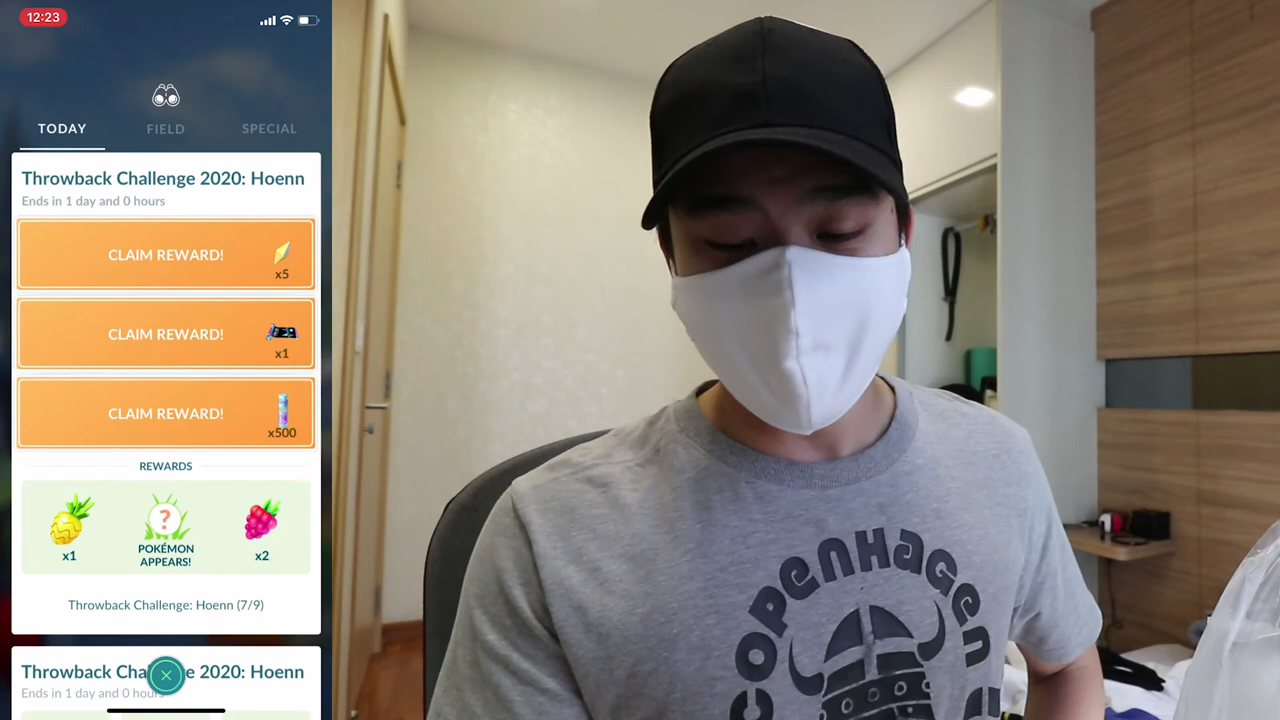 12:23
TODAY
FIELD
SPECIAL
Throwback Challenge 2020: Hoenn
Ends in 1 day and 0 hours
CLAIM REWARD!
x5
CLAIM REWARD!
x1
CLAIM REWARD!
x500
REWARDS
?
x1
POKÉMON
APPEARS!
x2
Throwback Challenge: Hoenn (7/9)
Throwback Cha e 2020: Hoenn
Ends in 1 day and 0 hou
COPENHAGEN